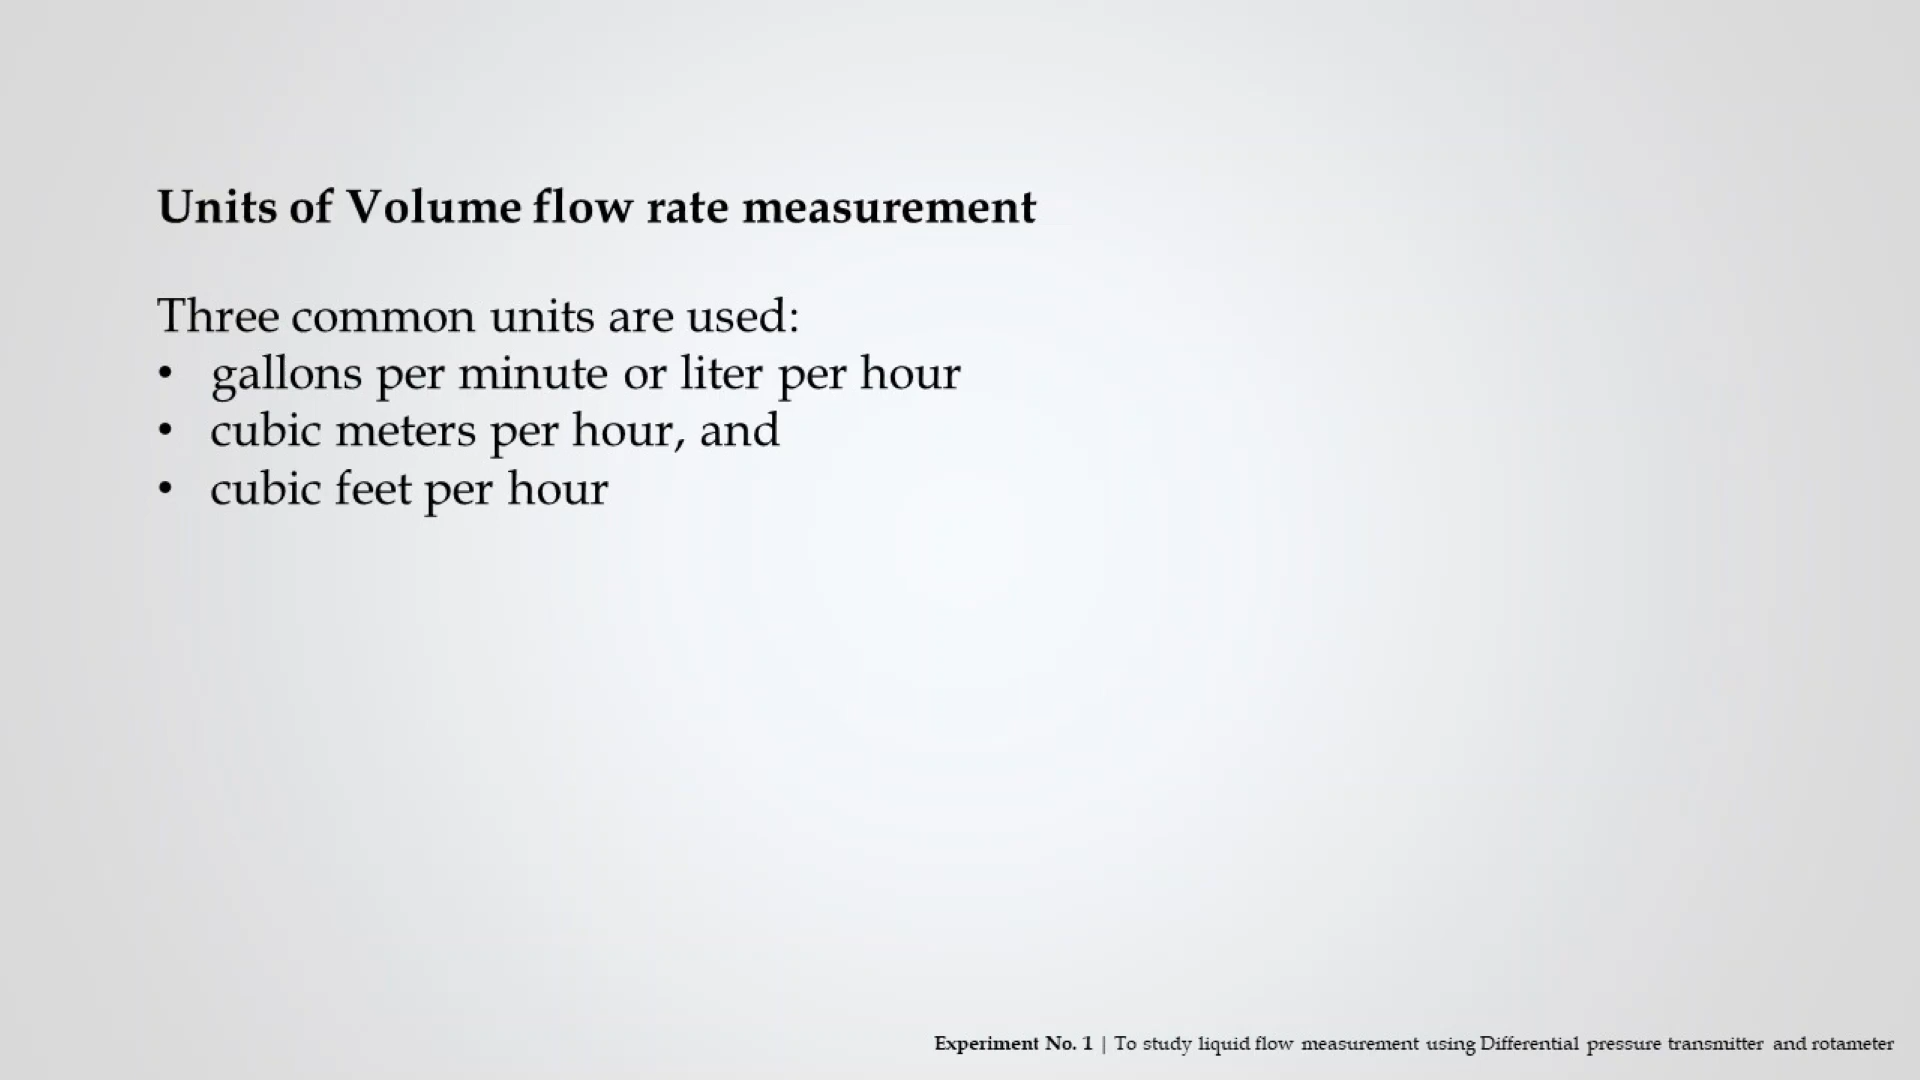 Units of Volume flow rate measurement
Three common units are used:
• gallons per minute or liter per hour
• cubic meters per hour, and
• cubic feet per hour
Experiment No. 1 | To study liquid flow measurement using Differential pressure transmitter and rotameter